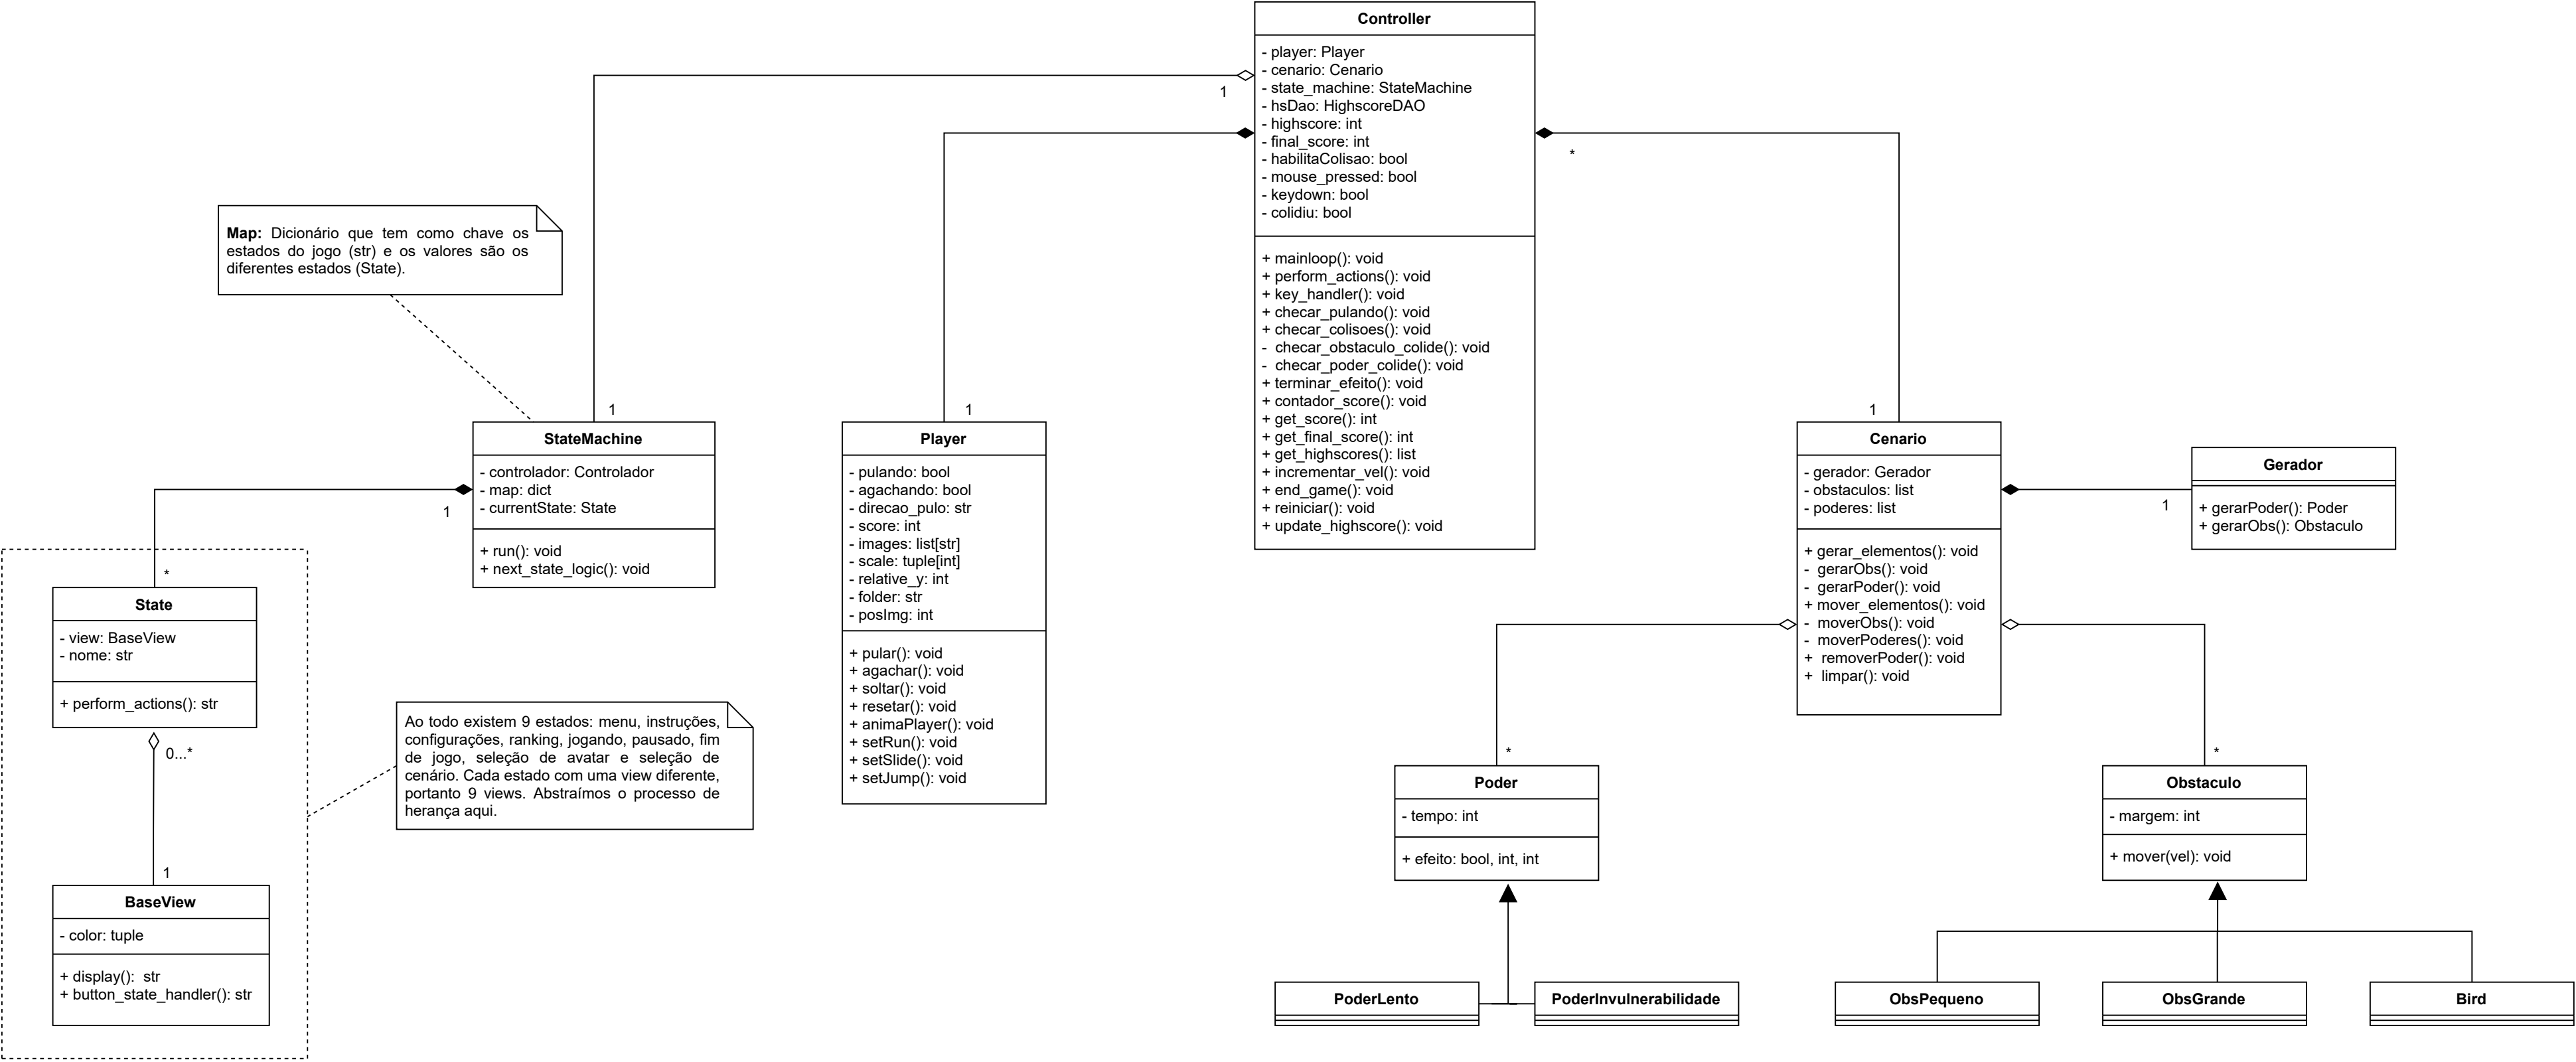 Controller
- player: Player
- cenario: Cenario
- state_machine: StateMachine
- hsDao: HighscoreDAO
- highscore: int
- final_score: int
- habilitaColisao: bool
- mouse_pressed: bool
- keydown: bool
- colidiu: bool
+ mainloop(): void
+ perform_actions(): void
+ key_handler(): void
+ checar_pulando(): void
+ checar_colisoes(): void
- checar_obstaculo_colide(): void
- checar_poder_colide(): void
+ terminar_efeito(): void
+ contador_score(): void
+ get_score(): int
+ get_final_score(): int
+ get_highscores(): list
+ incrementar_vel(): void
+ end_game(): void
+ reiniciar(): void
+ update_highscore(): void
1
*
Map: Dicionário que tem como chave os
estados do jogo (str) e os valores são os
diferentes estados (State).
1
StateMachine
- controlador: Controlador
- map: dict
- currentState: State
+ run(): void
+ next_state_logic(): void
1
*
1
Player
- pulando: bool
- agachando: bool
- direcao_pulo: str
- score: int
- images: list[str]
- scale: tuple[int]
- relative_y: int
- folder: str
- posImg: int
+ pular(): void
+ agachar(): void
+ soltar(): void
+ resetar(): void
+ animaPlayer(): void
+ setRun(): void
+ setSlide(): void
+ setJump(): void
1
Cenario
- gerador: Gerador
- obstaculos: list
- poderes: list
+ gerar_elementos(): void
- gerarObs(): void
- gerarPoder(): void
+ mover_elementos(): void
- moverObs(): void
- moverPoderes(): void
+ removerPoder(): void
+ limpar(): void
1
Gerador
+ gerarPoder(): Poder
+ gerarObs(): Obstaculo
State
- view: BaseView
- nome: str
+ perform_actions(): str
0...*
1
BaseView
- color: tuple
+ display(): str
+ button_state_handler(): str
Ao todo existem 9 estados: menu, instruções,
configurações, ranking, jogando, pausado, fim
de jogo, seleção de avatar e seleção de
cenário. Cada estado com uma view diferente,
portanto 9 views. Abstraímos o processo de
herança aqui.
*
Poder
- tempo: int
+ efeito: bool, int, int
*
Obstaculo
- margem: int
+ mover(vel): void
PoderLento
PoderInvulnerabilidade
ObsPequeno
ObsGrande
Bird